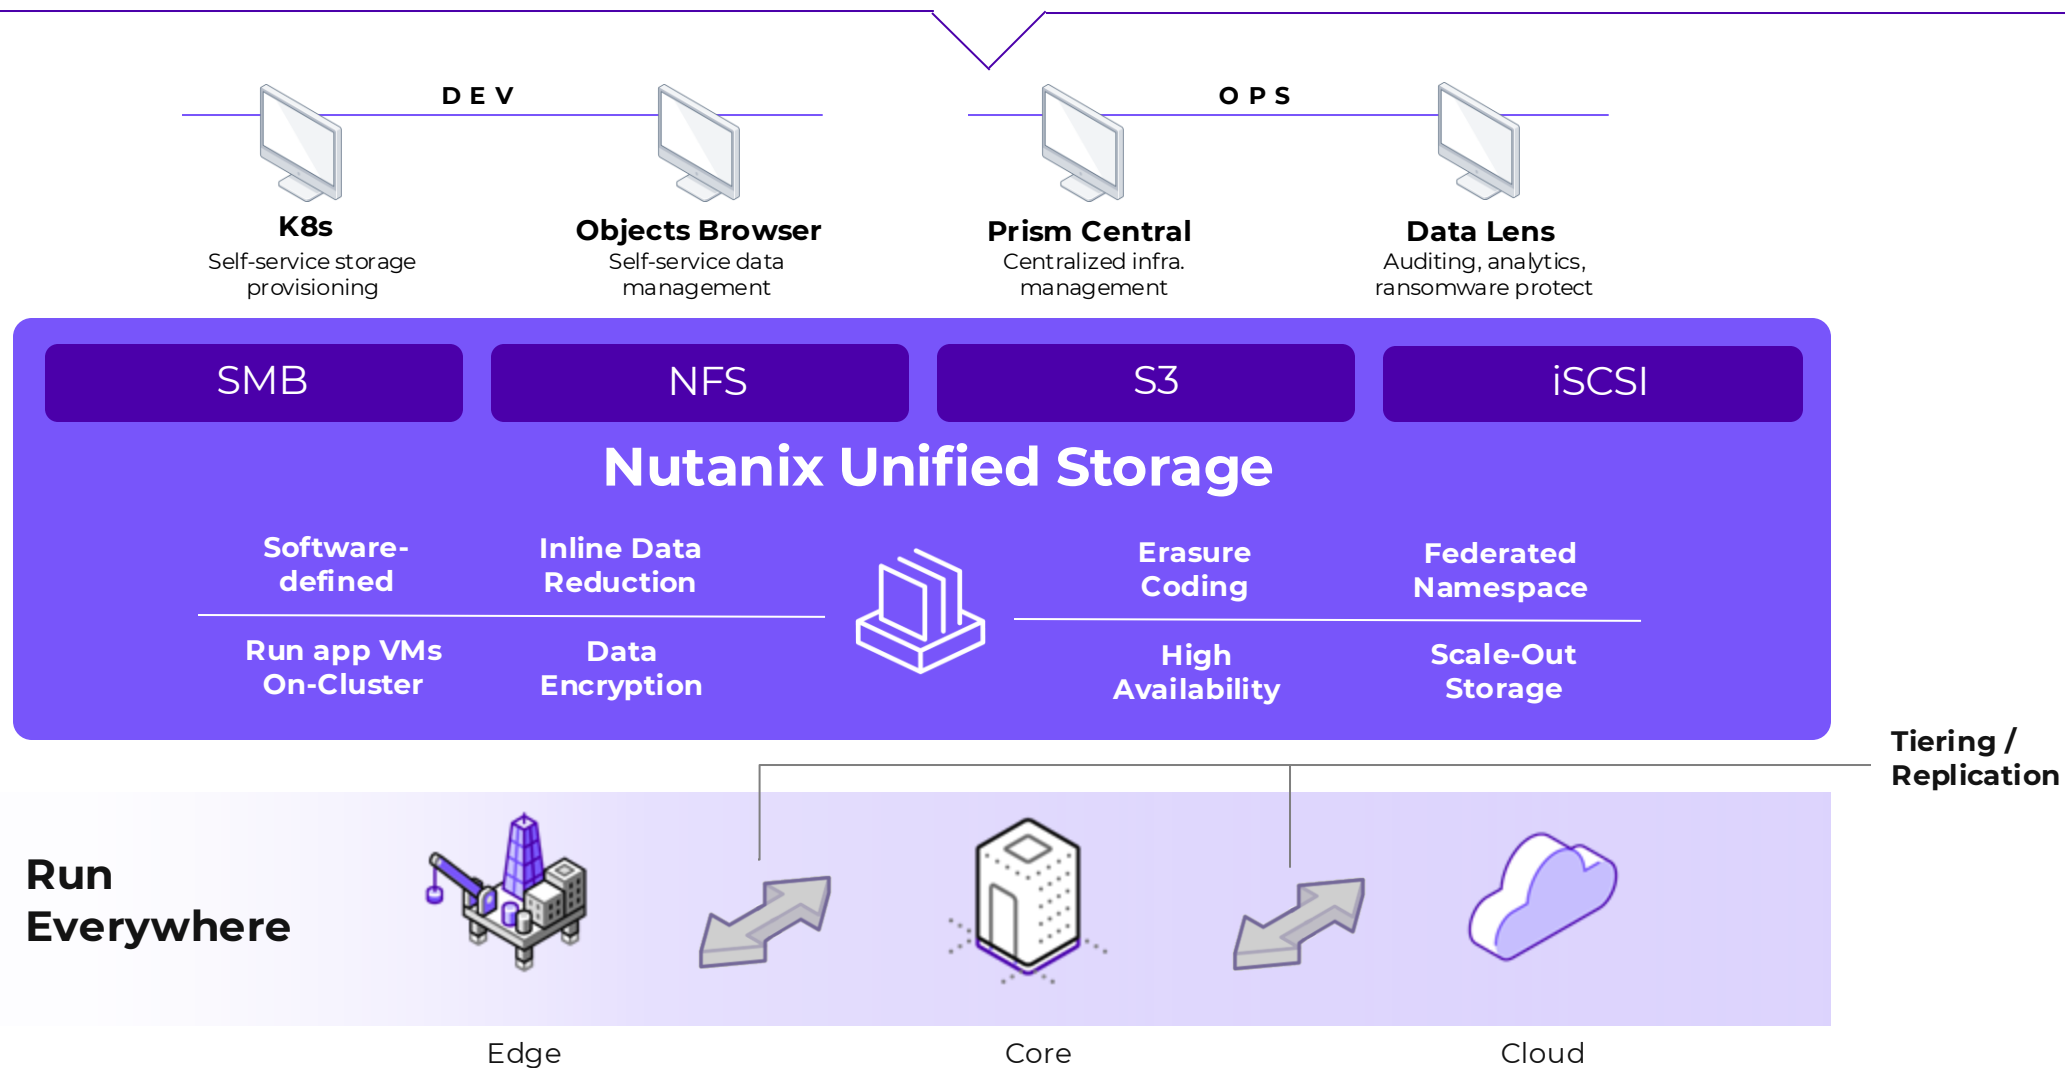 DEV
OPS
K8s
Self-service storage
provisioning
Objects Browser
Self-service data
management
Prism Central
Centralized infra.
management
Data Lens
Auditing, analytics,
ransomware protect
SMB
NFS
S3
iSCSI
Nutanix Unified Storage
Software-
defined
Inline Data
Reduction
Erasure
Coding
Federated
Namespace
Run app VMs
On-Cluster
Data
Encryption
High
Availability
Scale-Out
Storage
Tiering /
Replication
Run
Everywhere
Edge
Core
Cloud